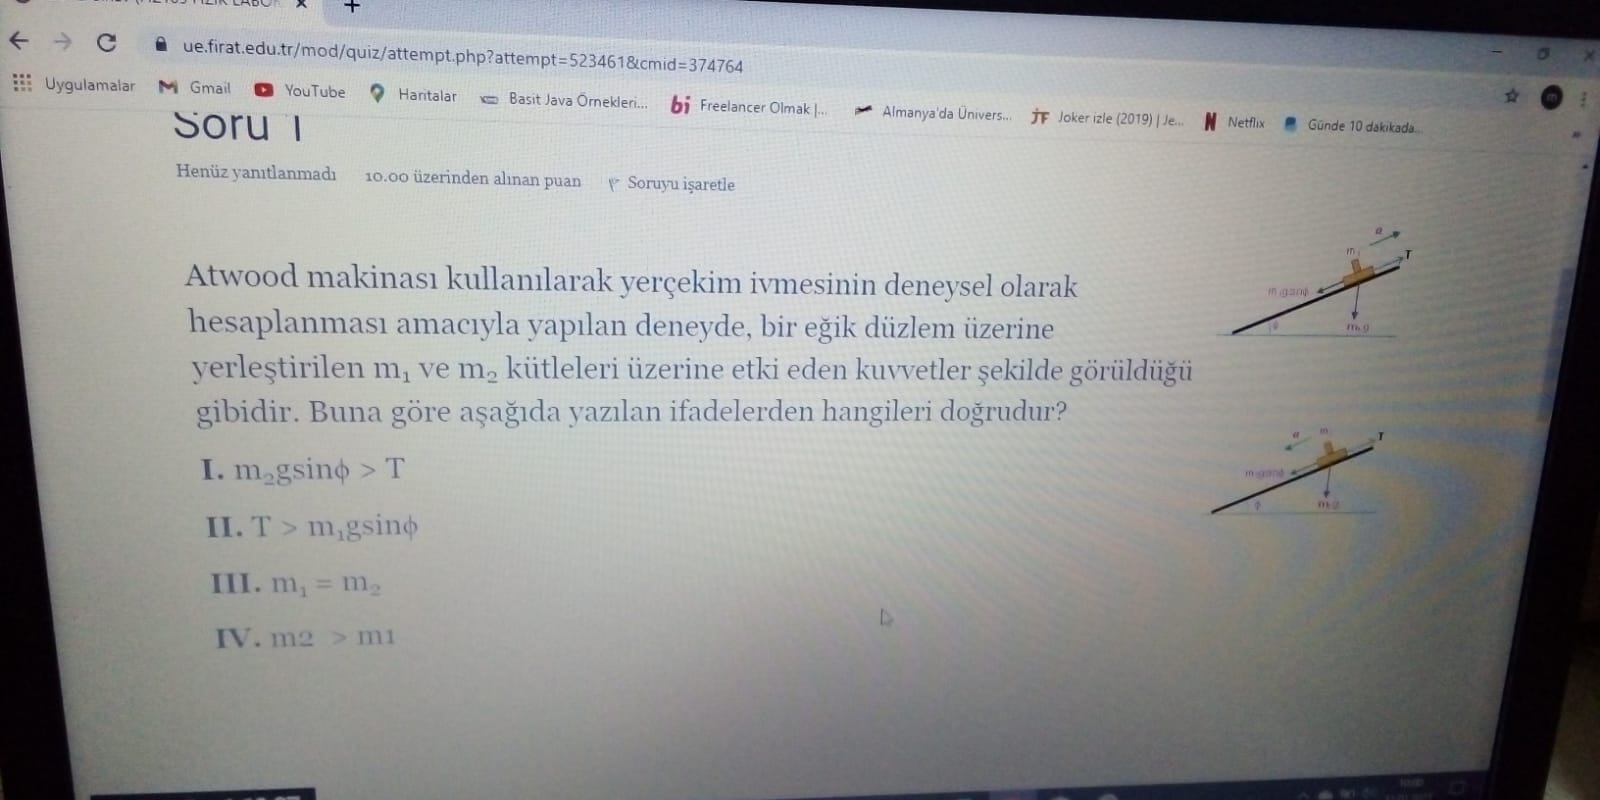 ue.firat.edu.tr/mod/quiz/attempt.php?attempt=523461&cmid=374764
Uygulamalar Gmail YouTube Haritalar Basit Java Örnekleri... Freelancer Olmak |... Almanya'da Ünivers... Joker izle (2019) | Je... Netflix Günde 10 dakikada...
Soru 1
Henüz yanıtlanmadı 10.00 üzerinden alınan puan Soruyu işaretle
Atwood makinası kullanılarak yerçekim ivmesinin deneysel olarak
hesaplanması amacıyla yapılan deneyde, bir eğik düzlem üzerine
yerleştirilen m₁ ve m₂ kütleleri üzerine etki eden kuvvetler şekilde görüldüğü
gibidir. Buna göre aşağıda yazılan ifadelerden hangileri doğrudur?
I. m₂gsinϕ > T
II. T > m₁gsinϕ
III. m₁ = m₂
IV. m2 > m1
a
T
m₁gsinϕ
m₁g
a
T
ϕ